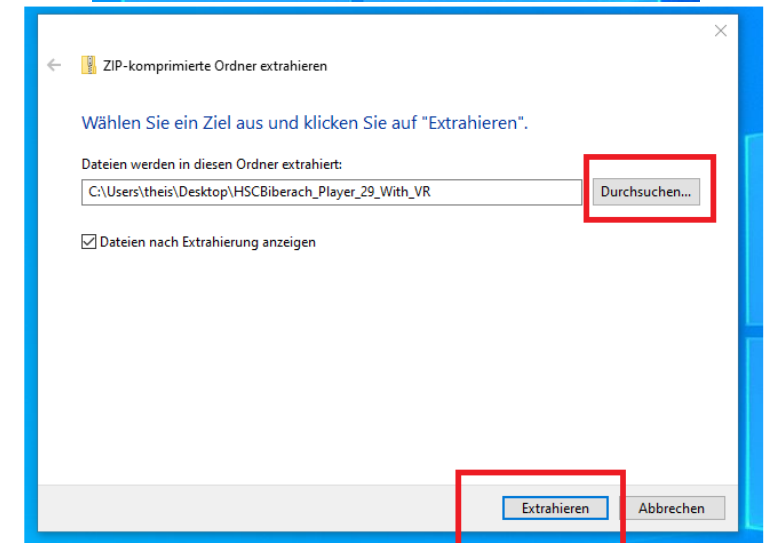 ZIP-komprimierte Ordner extrahieren
Wählen Sie ein Ziel aus und klicken Sie auf "Extrahieren".
Dateien werden in diesen Ordner extrahiert:
C:\Users\theis\Desktop\HSCBiberach_Player_29_With_VR Durchsuchen...
Dateien nach Extrahierung anzeigen
Extrahieren Abbrechen